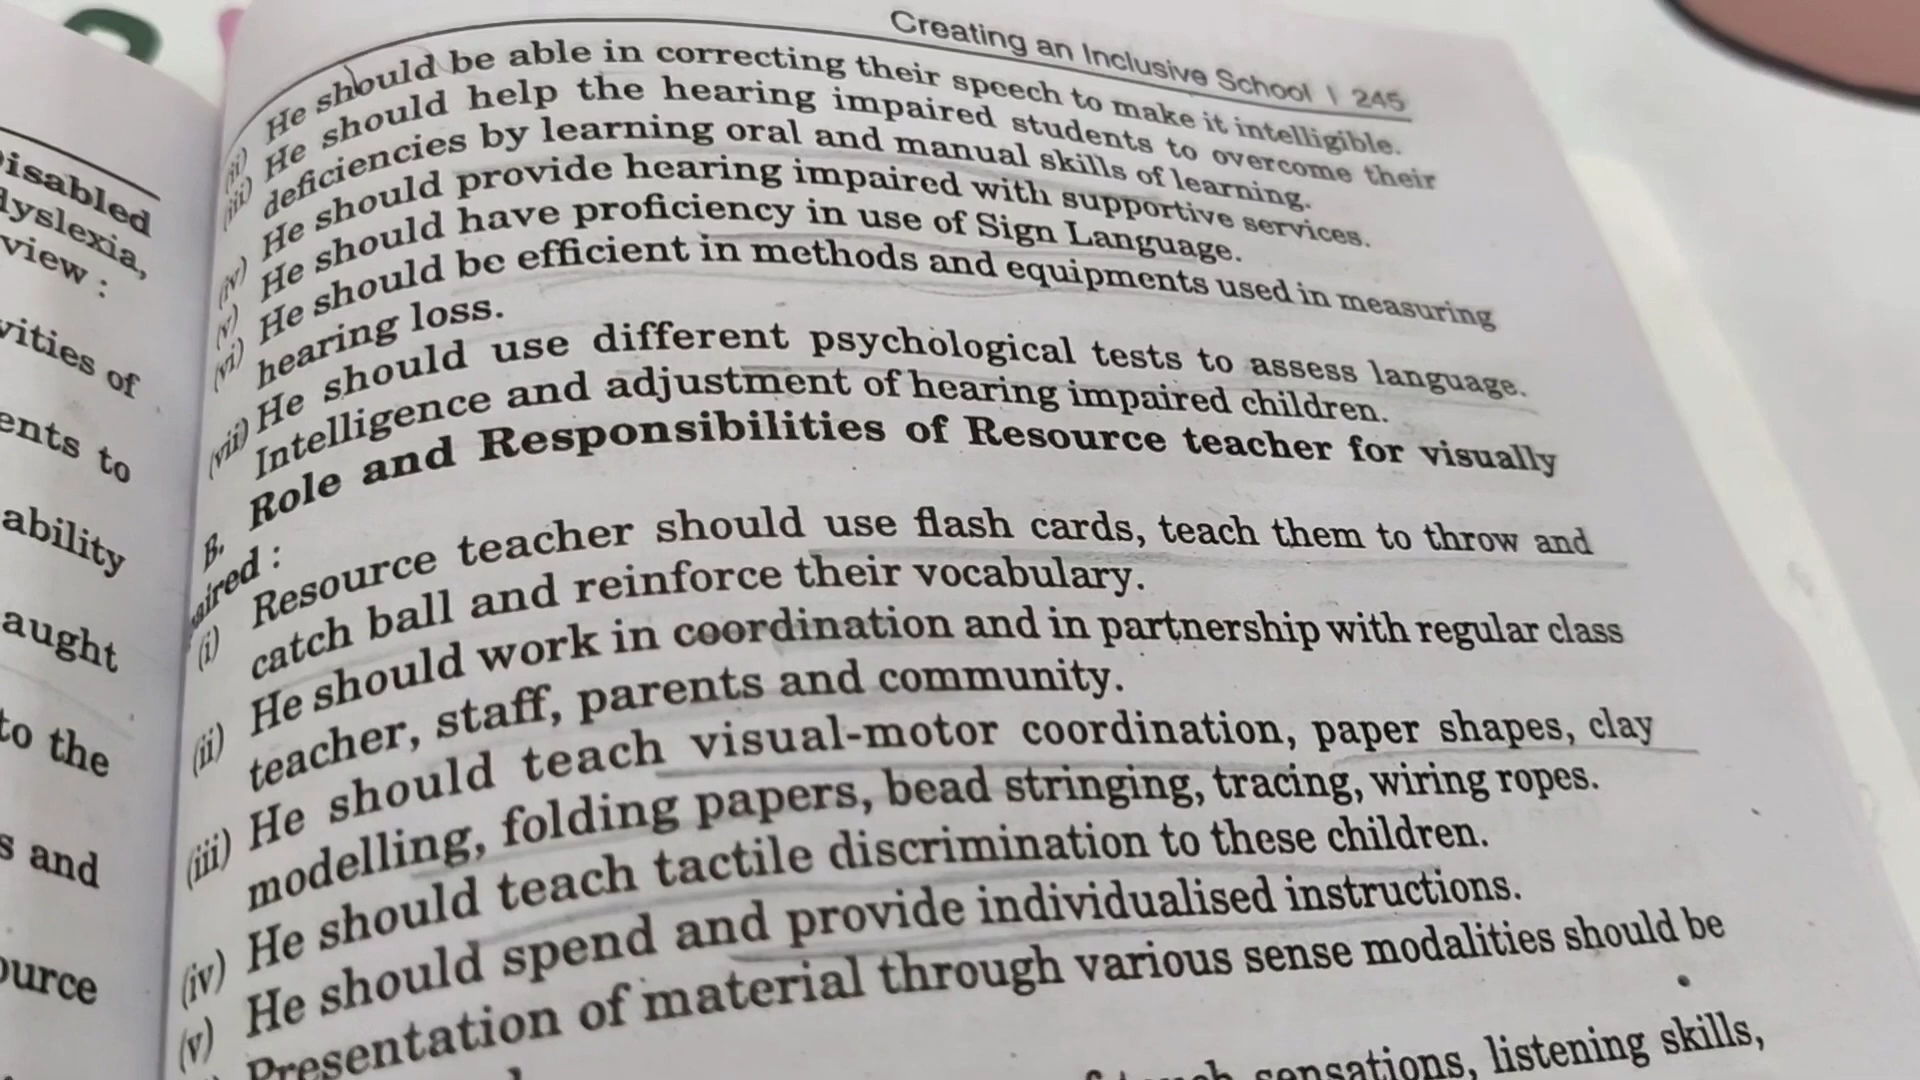 isabled
dyslexia,
view :
vities of
ents to
ability
aught
to the
s and
ource
Creating an Inclusive School | 245
(ii) He should be able in correcting their speech to make it intelligible.
(iii) He should help the hearing impaired students to overcome their
deficiencies by learning oral and manual skills of learning.
(iv) He should provide hearing impaired with supportive services.
(v) He should have proficiency in use of Sign Language.
(vi) He should be efficient in methods and equipments used in measuring
hearing loss.
(vii) He should use different psychological tests to assess language.
Intelligence and adjustment of hearing impaired children.
B. Role and Responsibilities of Resource teacher for visually
aired :
(i) Resource teacher should use flash cards, teach them to throw and
catch ball and reinforce their vocabulary.
(ii) He should work in coordination and in partnership with regular class
teacher, staff, parents and community.
(iii) He should teach visual-motor coordination, paper shapes, clay
modelling, folding papers, bead stringing, tracing, wiring ropes.
(iv) He should teach tactile discrimination to these children.
(v) He should spend and provide individualised instructions.
Presentation of material through various sense modalities should be
sensations, listening skills,